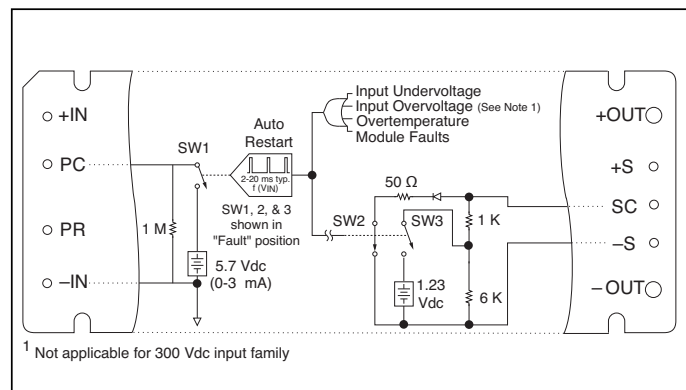 +IN
PC
PR
–IN
SW1
1 M
5.7 Vdc
(0-3 mA)
Auto
Restart
2-20 ms typ.
f (VIN)
SW1, 2, & 3
shown in
"Fault" position
Input Undervoltage
Input Overvoltage (See Note 1)
Overtemperature
Module Faults
50 Ω
SW2
SW3
1 K
1.23
Vdc
6 K
+OUT
+S
SC
–S
–OUT
1 Not applicable for 300 Vdc input family